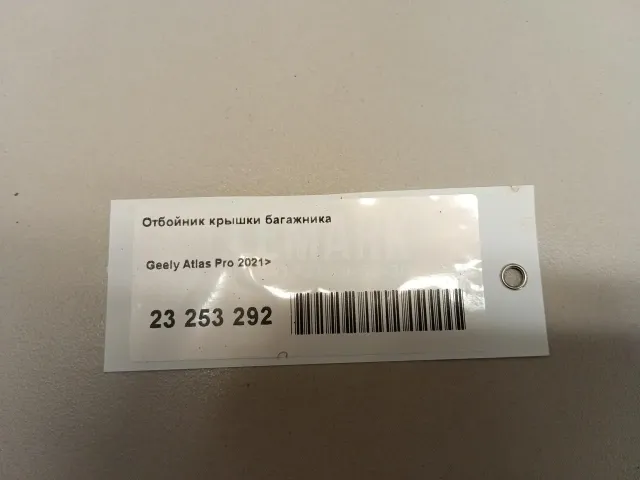 Отбойник крышки багажника
Geely Atlas Pro 2021>
23 253 292